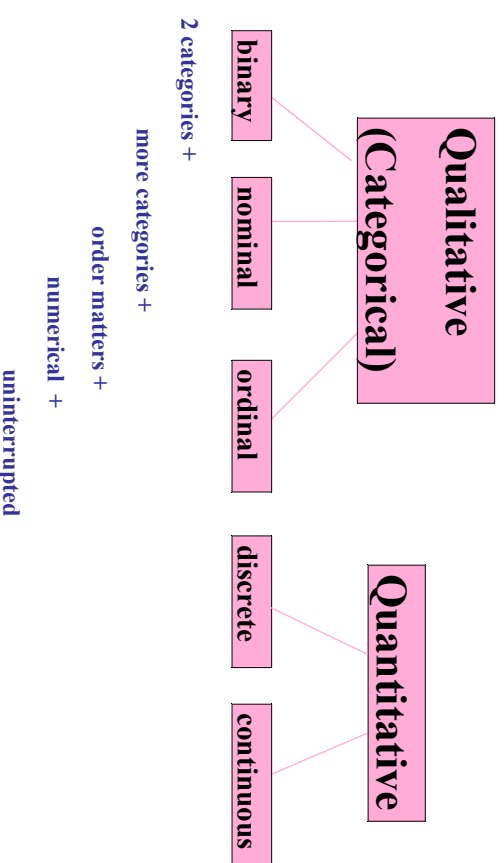 Qualitative
(Categorical)
Quantitative
binary
nominal
ordinal
discrete
continuous
2 categories +
more categories +
order matters +
numerical +
uninterrupted